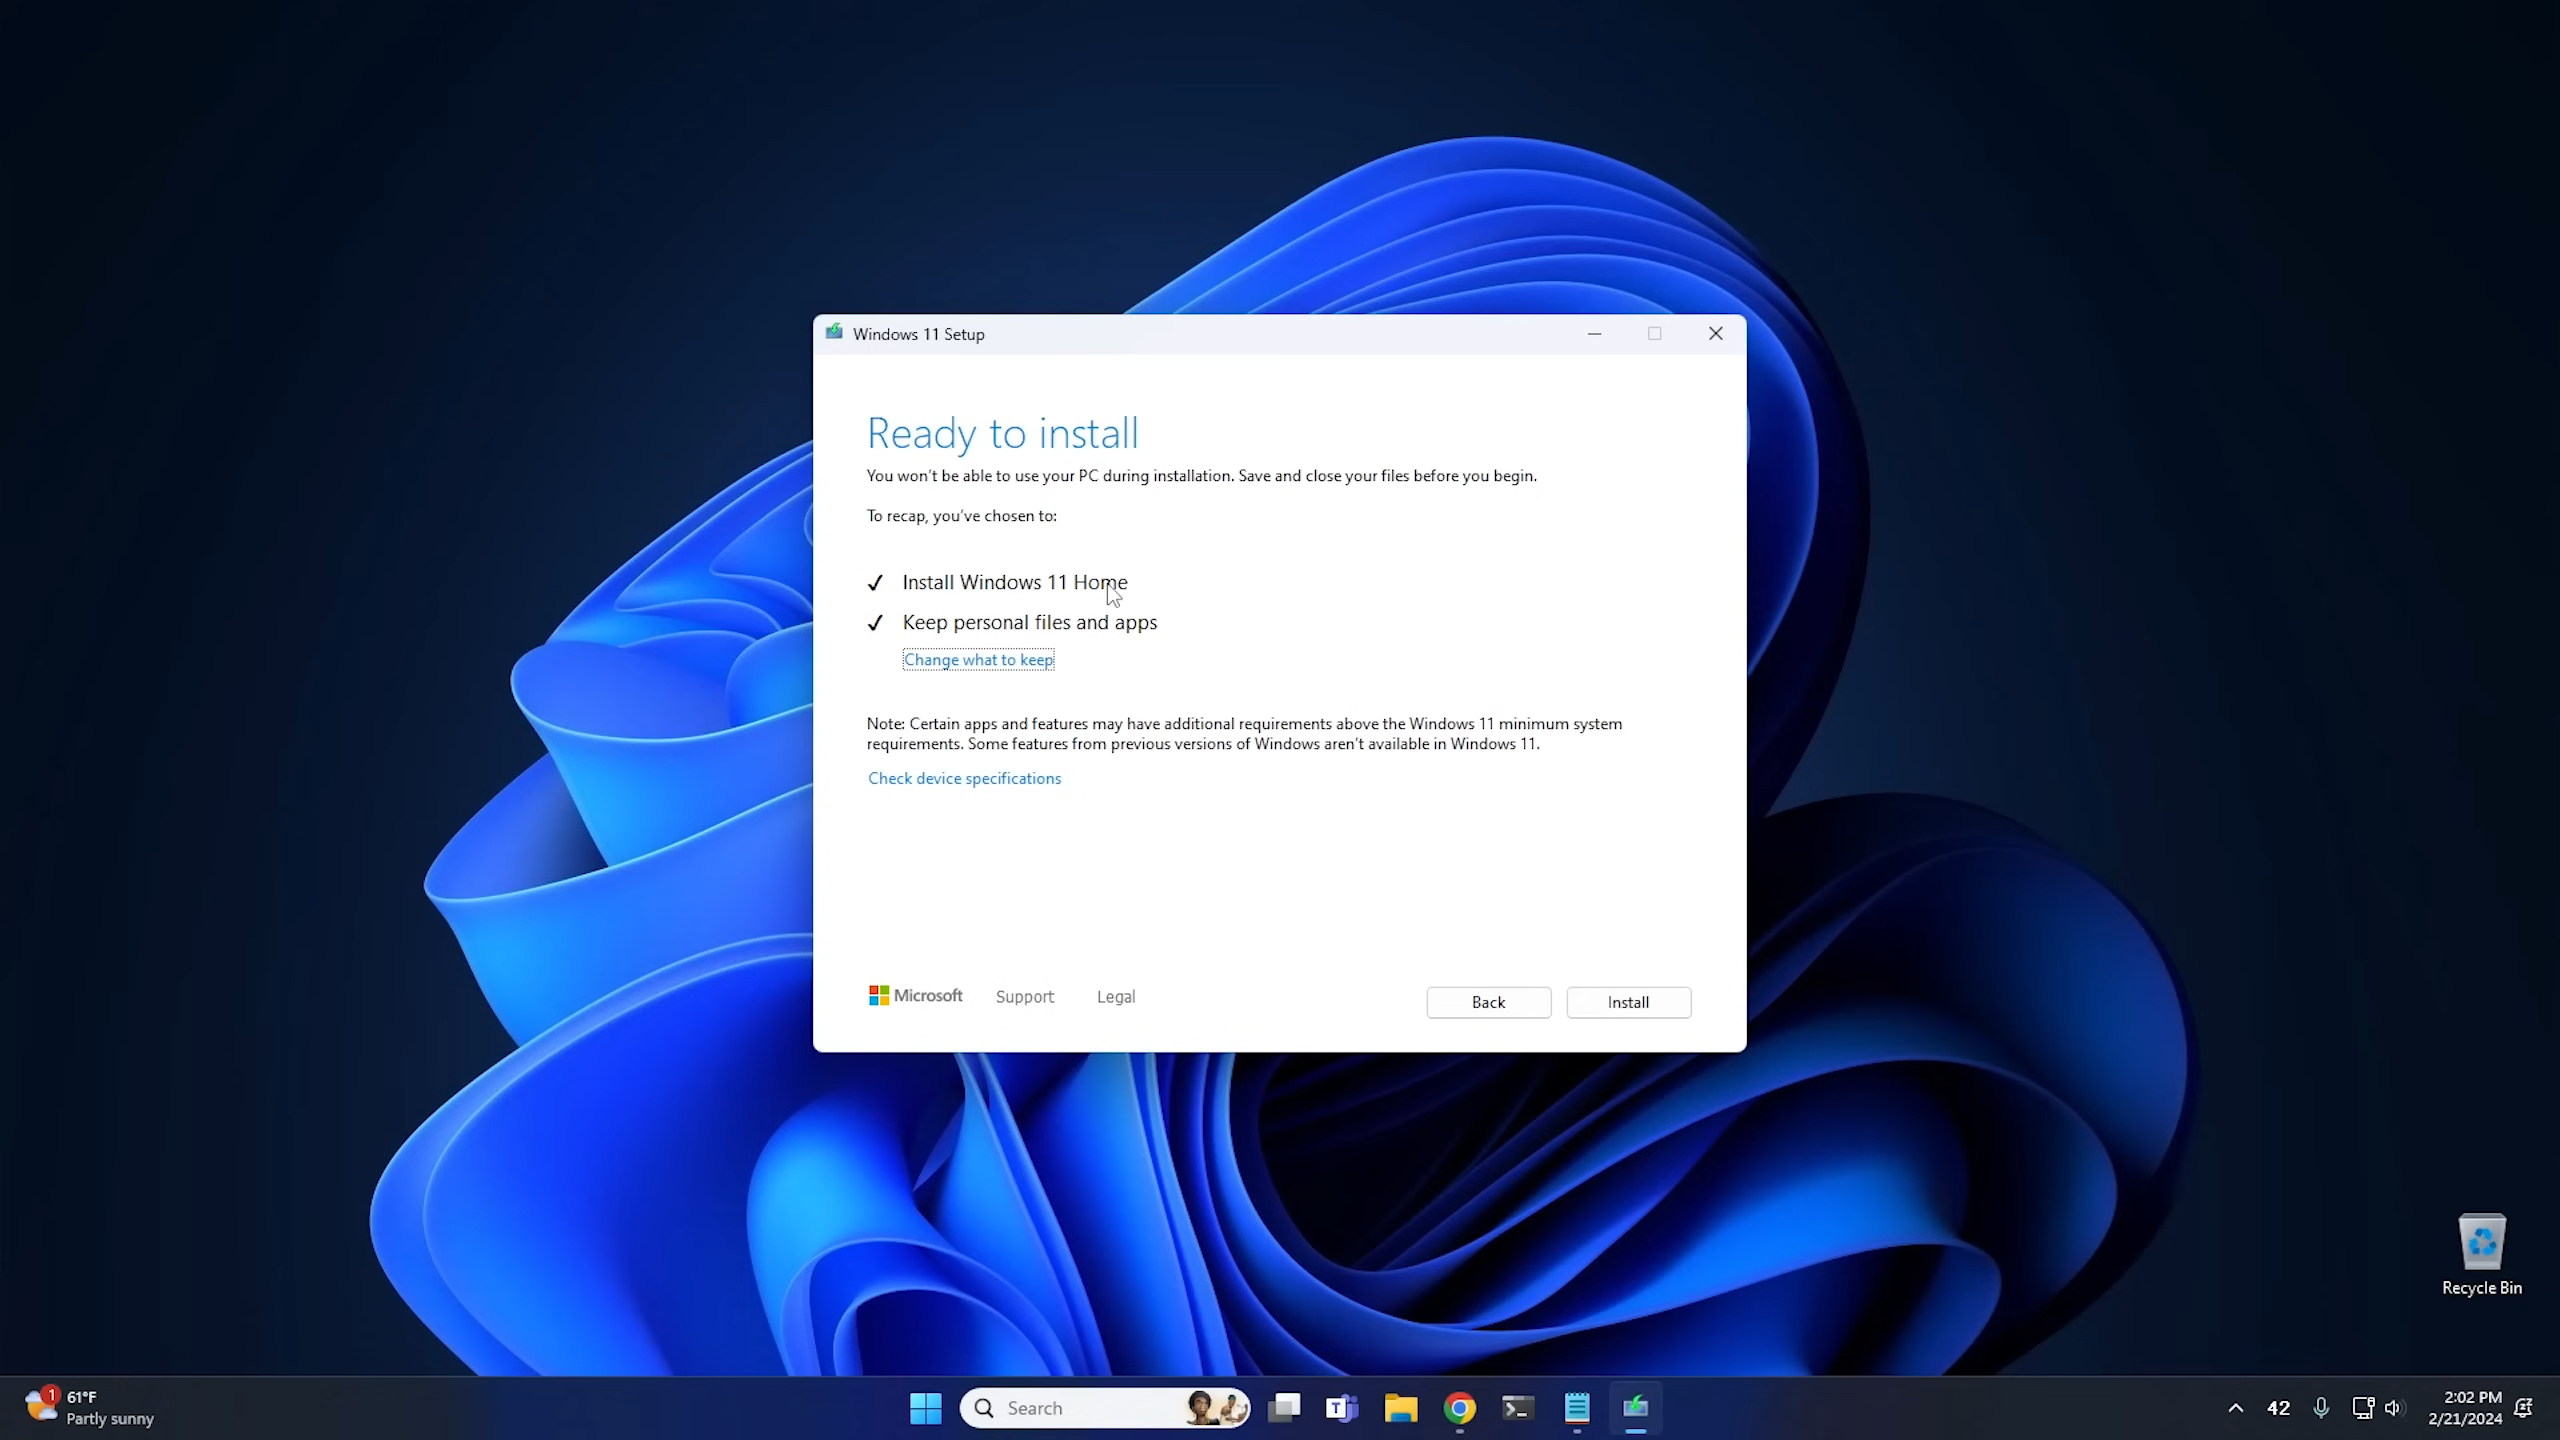 Windows 11 Setup
Ready to install
You won't be able to use your PC during installation. Save and close your files before you begin.
To recap, you've chosen to:
✓ Install Windows 11 Home
✓ Keep personal files and apps
Change what to keep
Note: Certain apps and features may have additional requirements above the Windows 11 minimum system
requirements. Some features from previous versions of Windows aren't available in Windows 11.
Check device specifications
Microsoft
Support
Legal
Back
Install
Recycle Bin
1
61°F
Partly sunny
Search
T
42
2:02 PM
2/21/2024